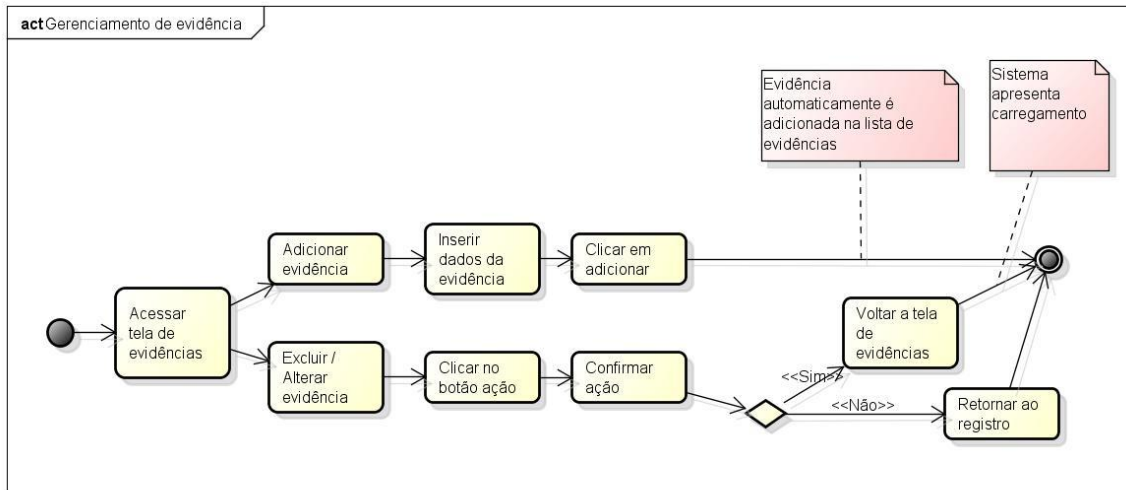 act Gerenciamento de evidência
Evidência
automaticamente é
adicionada na lista de
evidências
Sistema
apresenta
carregamento
Adicionar
evidência
Inserir
dados da
evidência
Clicar em
adicionar
Acessar
tela de
evidências
Excluir /
Alterar
evidência
Clicar no
botão ação
Confirmar
ação
<<Sim>>
Voltar a tela
de
evidências
<<Não>>
Retornar ao
registro